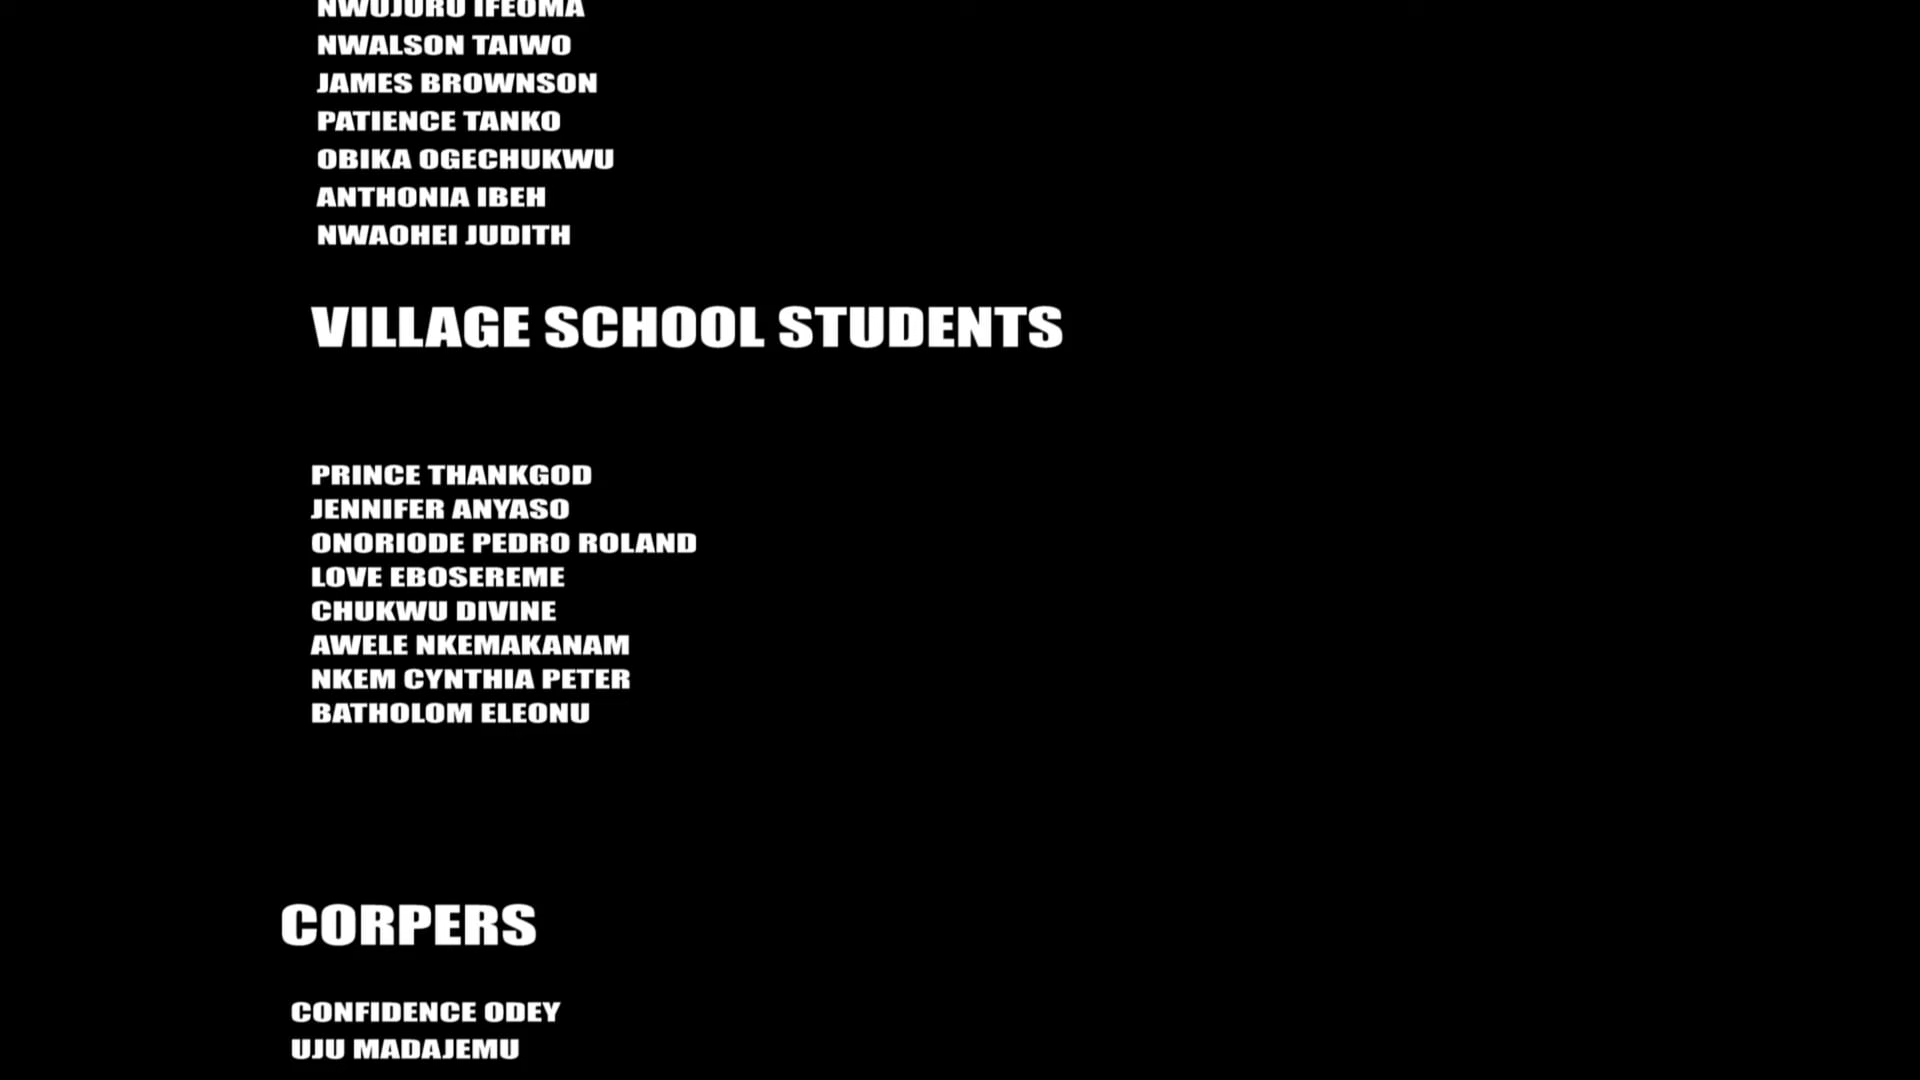 NWUJURU IFEOMA
NWALSON TAIWO
JAMES BROWNSON
PATIENCE TANKO
OBIKA OGECHUKWU
ANTHONIA IBEH
NWAOHEI JUDITH
VILLAGE SCHOOL STUDENTS
PRINCE THANKGOD
JENNIFER ANYASO
ONORIODE PEDRO ROLAND
LOVE EBOSEREME
CHUKWU DIVINE
AWELE NKEMAKANAM
NKEM CYNTHIA PETER
BATHOLOM ELEONU
CORPERS
CONFIDENCE ODEY
UJU MADAJEMU